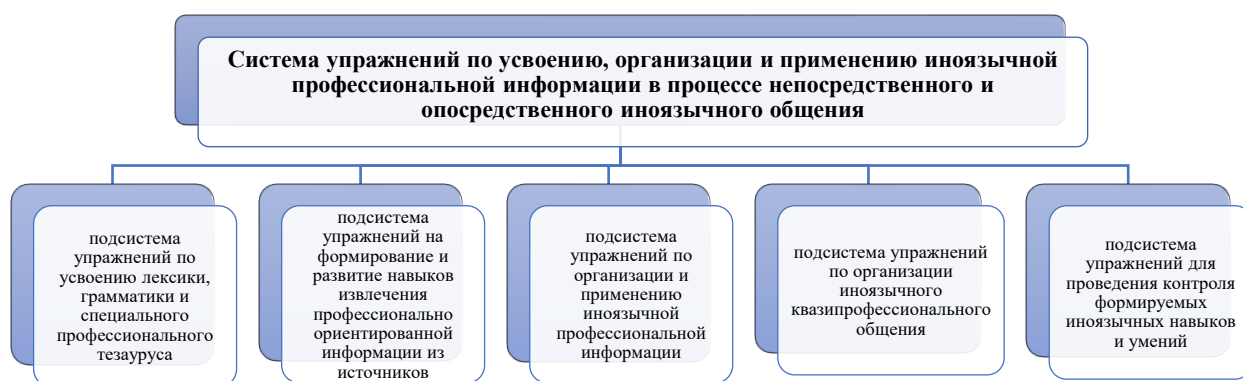 Система упражнений по усвоению, организации и применению иноязычной
профессиональной информации в процессе непосредственного и
опосредственного иноязычного общения
подсистема
упражнений по
усвоению лексики,
грамматики и
специального
профессионального
тезауруса
подсистема
упражнений на
формирование и
развитие навыков
извлечения
профессионально
ориентированной
информации из
источников
подсистема
упражнений по
организации и
применению
иноязычной
профессиональной
информации
подсистема упражнений
по организации
иноязычного
квазипрофессионального
общения
подсистема
упражнений для
проведения контроля
формируемых
иноязычных навыков
и умений